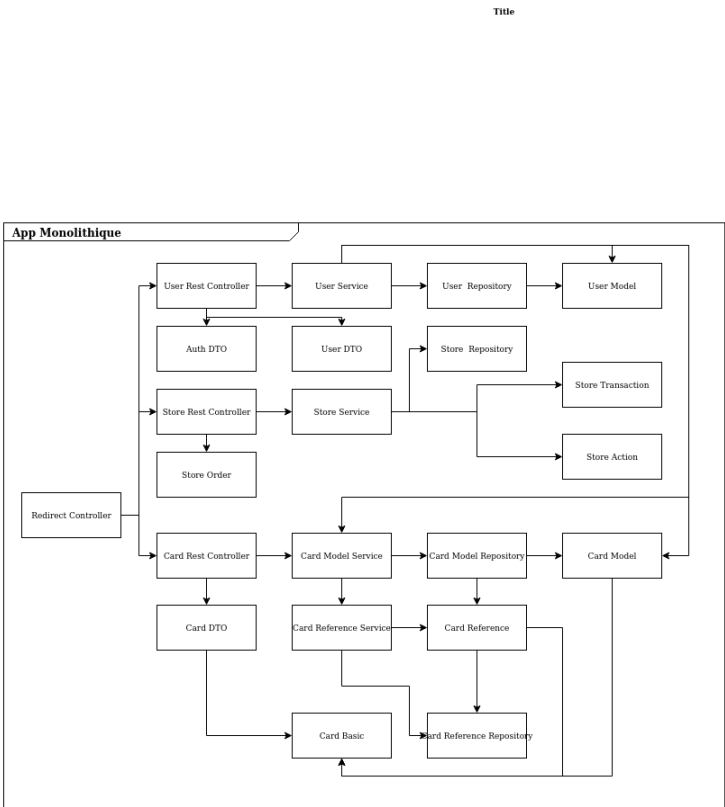 Title
App Monolithique
User Rest Controller
User Service
User Repository
User Model
Auth DTO
User DTO
Store Repository
Store Transaction
Store Rest Controller
Store Service
Store Action
Store Order
Redirect Controller
Card Rest Controller
Card Model Service
Card Model Repository
Card Model
Card DTO
Card Reference Service
Card Reference
Card Basic
Card Reference Repository